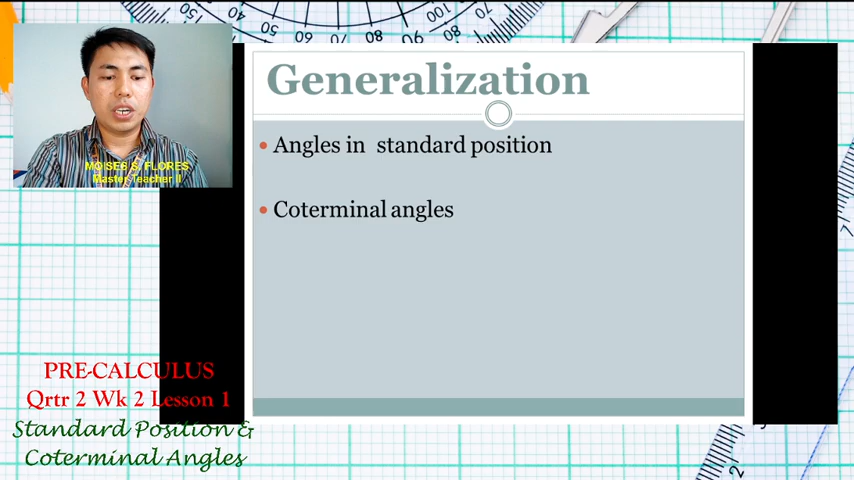 Generalization
• Angles in standard position
• Coterminal angles
MOISES S. FLORES
Master Teacher II
PRE-CALCULUS
Qrtr 2 Wk 2 Lesson 1
Standard Position &
Coterminal Angles